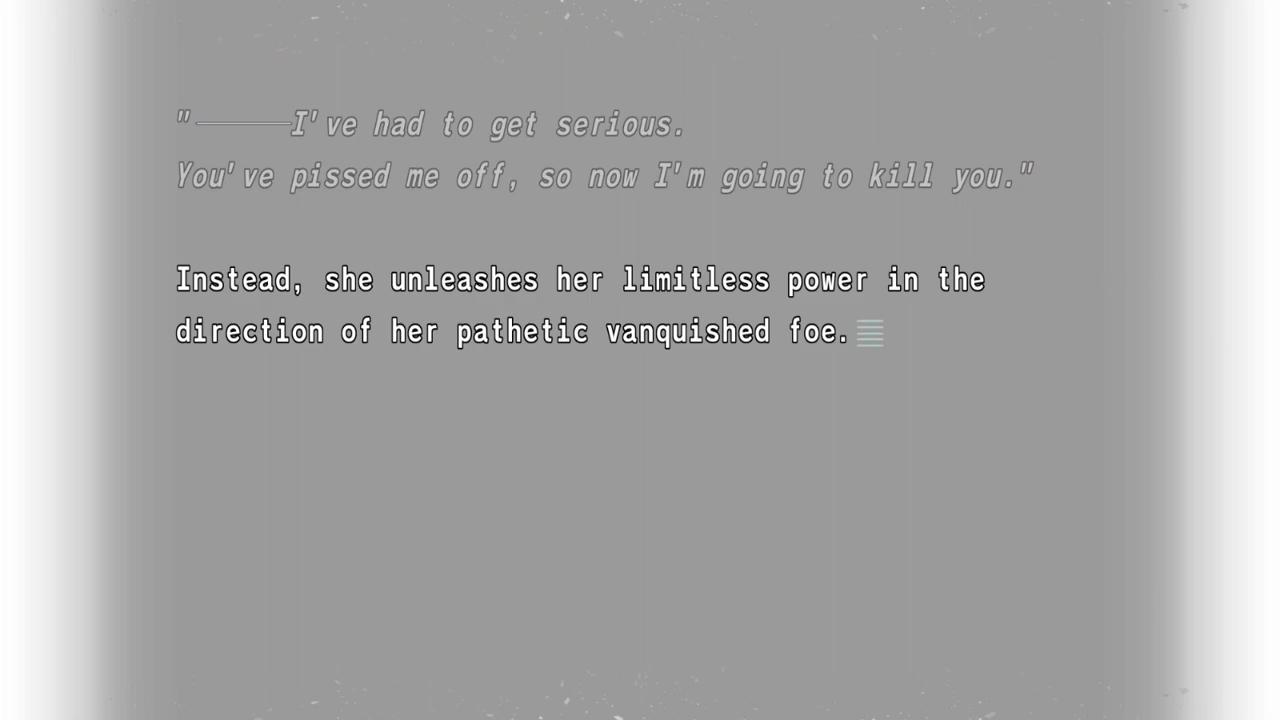 "———I've had to get serious.
You've pissed me off, so now I'm going to kill you."
Instead, she unleashes her limitless power in the
direction of her pathetic vanquished foe.